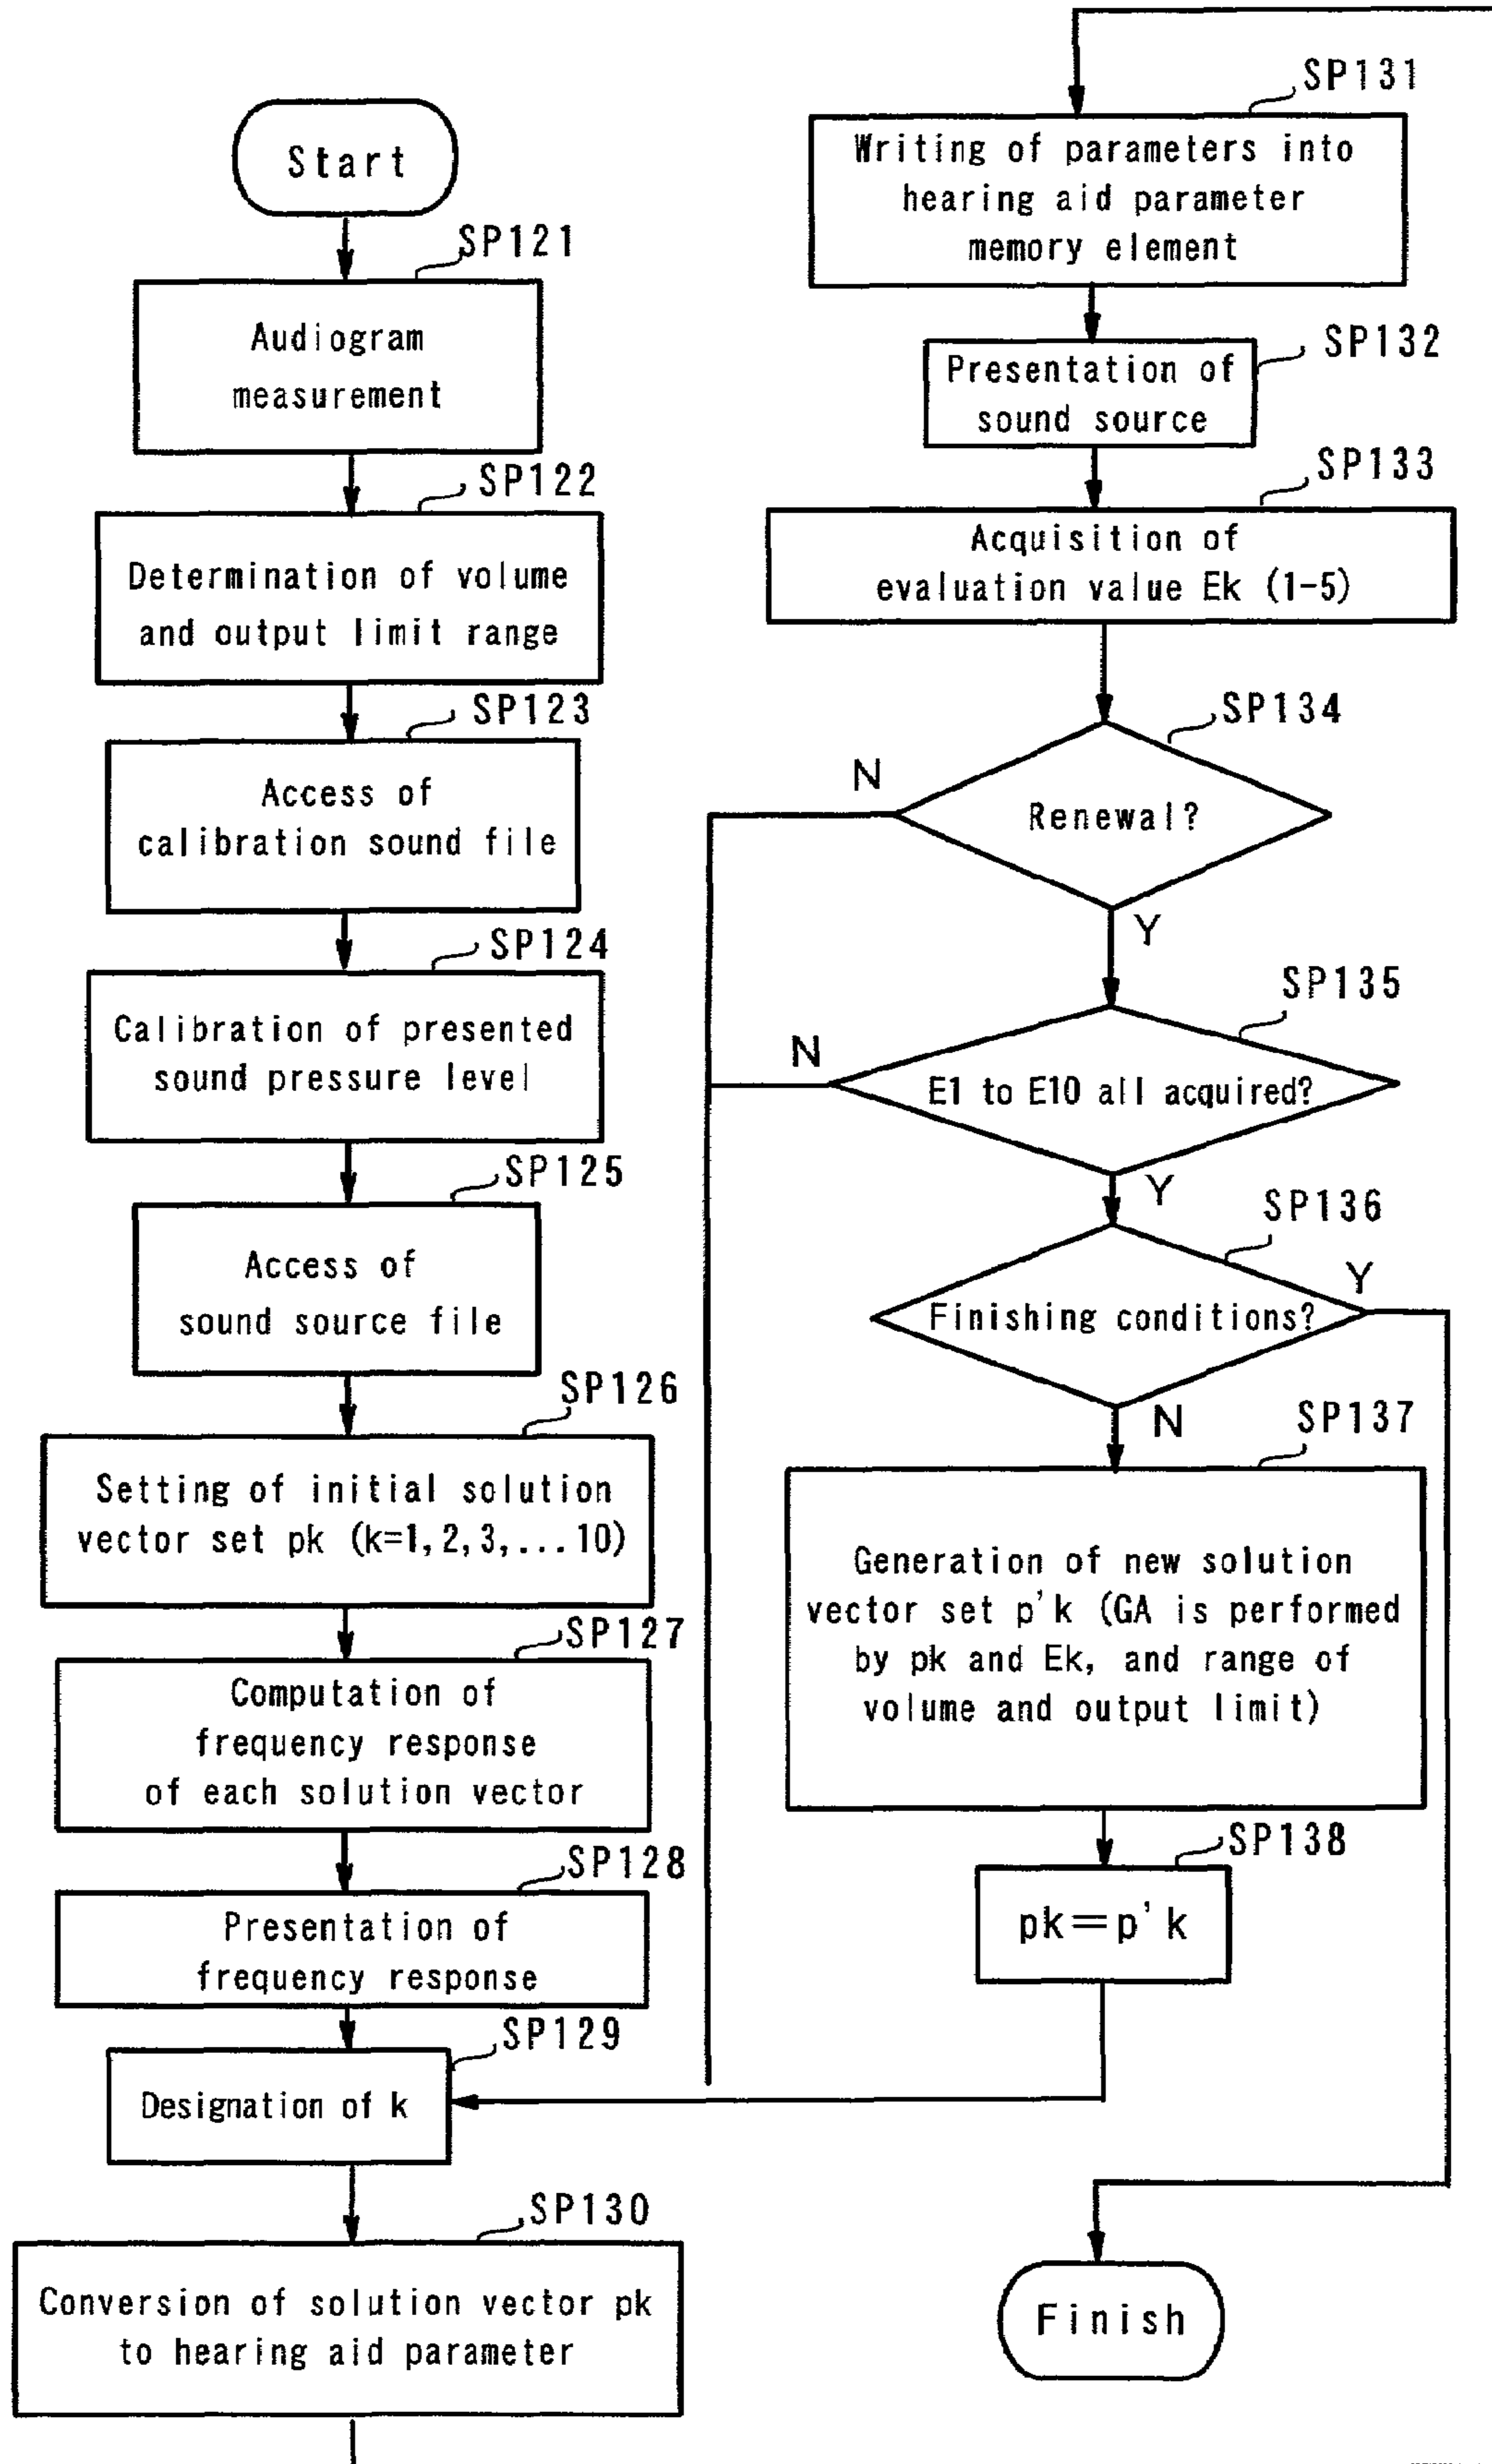 Start
SP121
Audiogram
measurement
SP122
Determination of volume
and output limit range
SP123
Access of
calibration sound file
SP124
Calibration of presented
sound pressure level
SP125
Access of
sound source file
SP126
Setting of initial solution
vector set pk (k=1,2,3,...10)
SP127
Computation of
frequency response
of each solution vector
SP128
Presentation of
frequency response
SP129
Designation of k
SP130
Conversion of solution vector pk
to hearing aid parameter
SP131
Writing of parameters into
hearing aid parameter
memory element
SP132
Presentation of
sound source
SP133
Acquisition of
evaluation value Ek (1-5)
SP134
N
Renewal?
Y
SP135
N
E1 to E10 all acquired?
Y
SP136
Y
Finishing conditions?
N
SP137
Generation of new solution
vector set p'k (GA is performed
by pk and Ek, and range of
volume and output limit)
SP138
pk=p'k
Finish